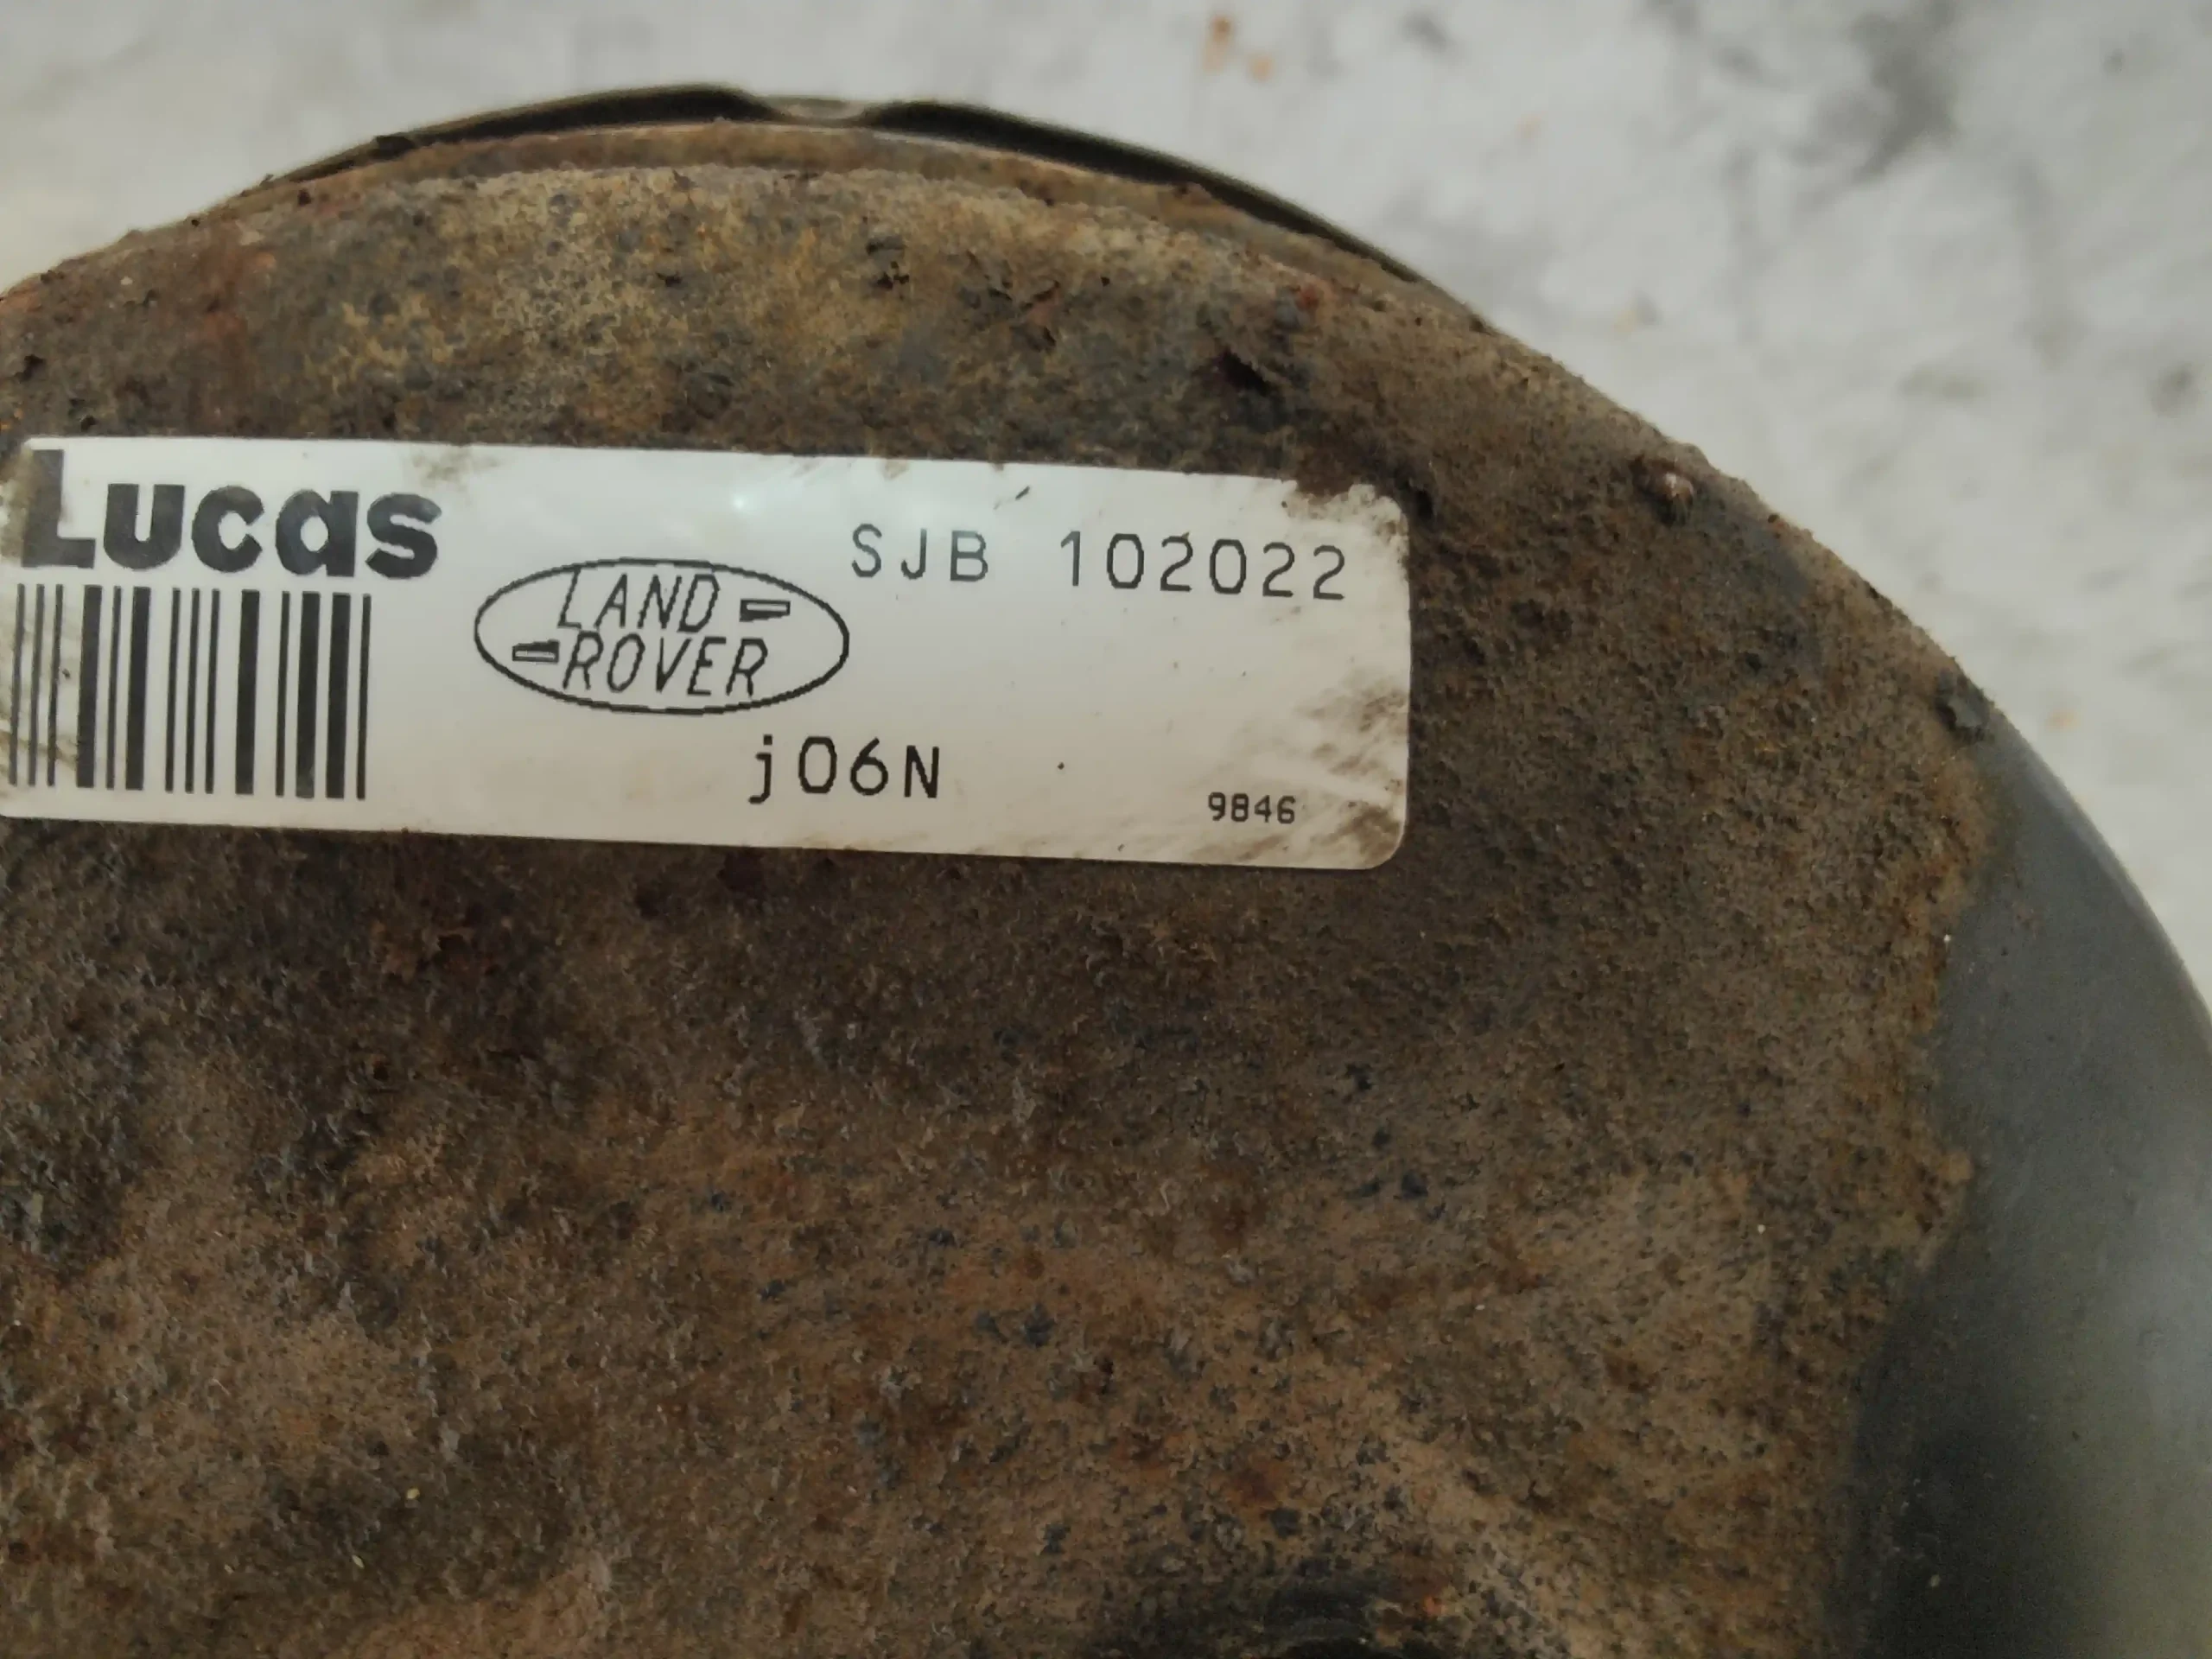 Lucas
SJB 102022
LAND
ROVER
j06N
9846